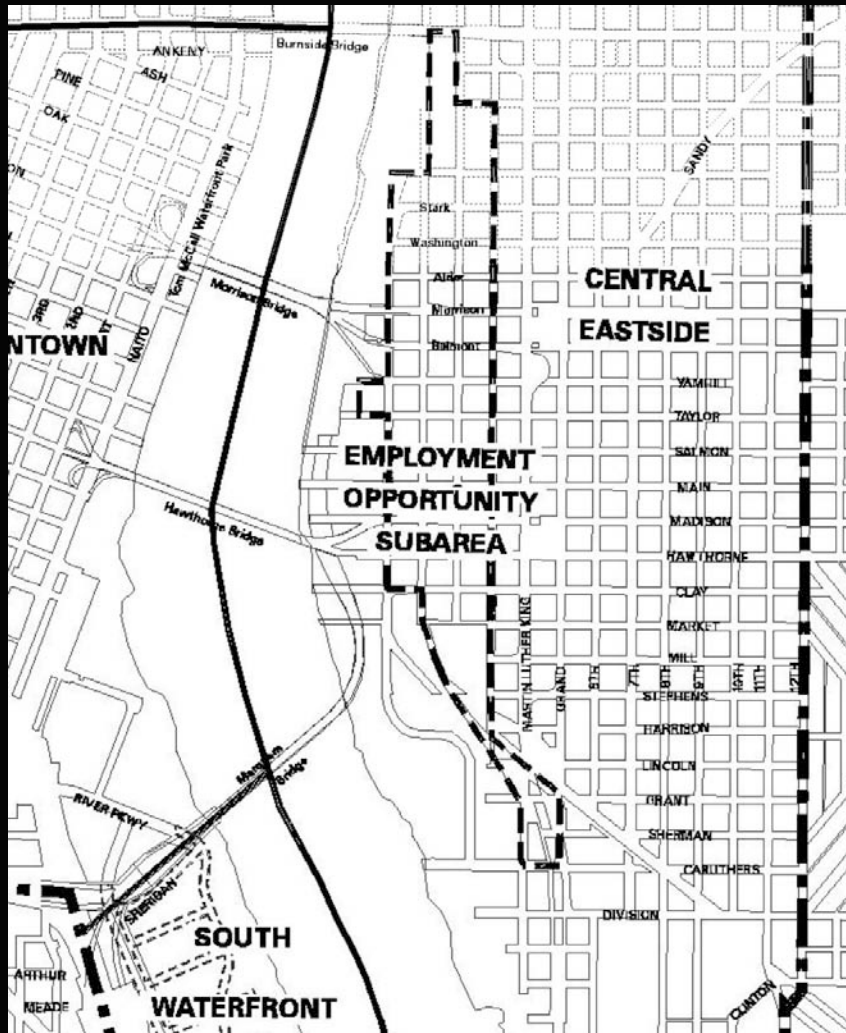 ANKENY
Burnside Bridge
PINE
ASH
OAK
ON
SANDY
Tom McCall Waterfront Park
Stark
Washington
Alder
Morrison
Belmont
Morrison Bridge
CENTRAL
EASTSIDE
3RD
2ND
NAITO
NTOWN
YAMHILL
TAYLOR
SALMON
MAIN
MADISON
HAWTHORNE
CLAY
MARKET
MILL
EMPLOYMENT
OPPORTUNITY
SUBAREA
Hawthorne Bridge
MARTIN LUTHER KING
GRAND
6TH
7TH
8TH
9TH
10TH
11TH
12TH
STEPHENS
HARRISON
LINCOLN
GRANT
SHERMAN
CARUTHERS
DIVISION
CLINTON
Marquam
Bridge
RIVER PKWY
SHERIDAN
SOUTH
WATERFRONT
ARTHUR
MEADE